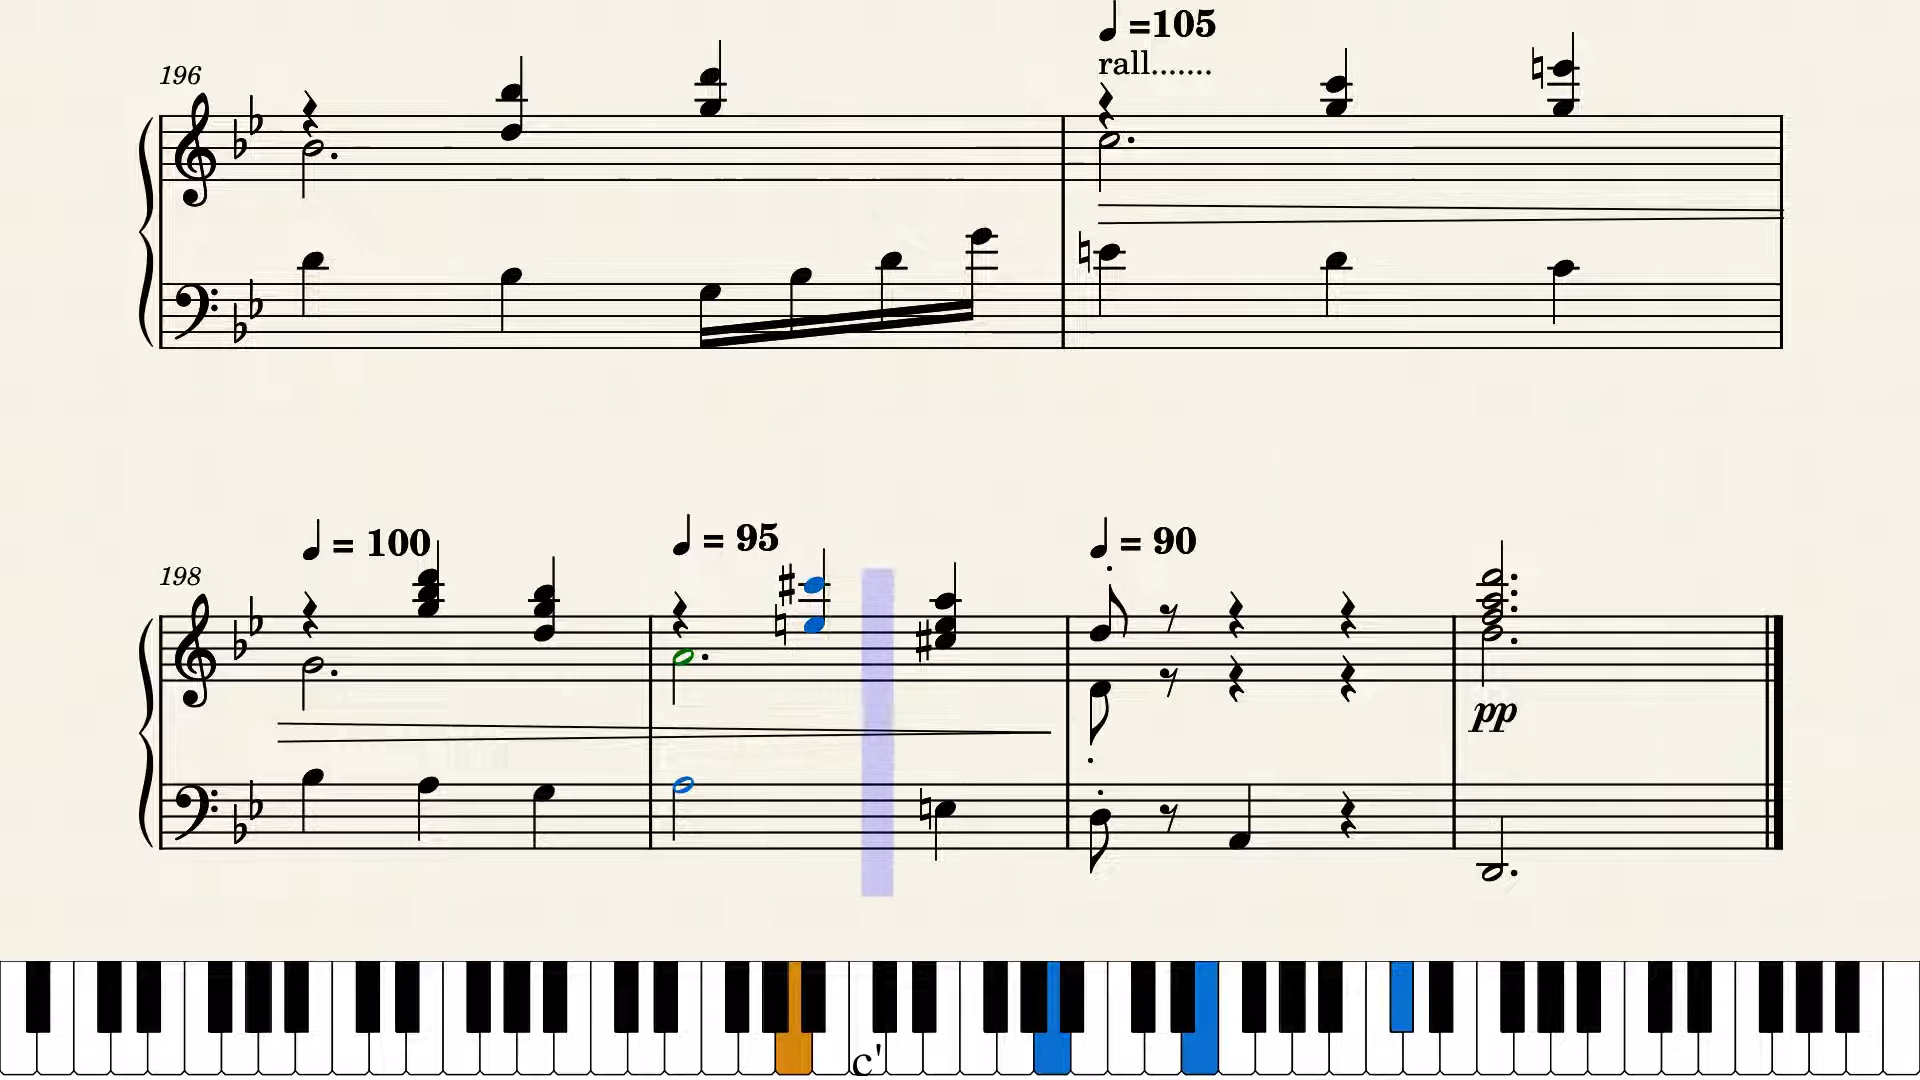 =105
rall.......
196
= 100
= 95
= 90
198
pp
c'